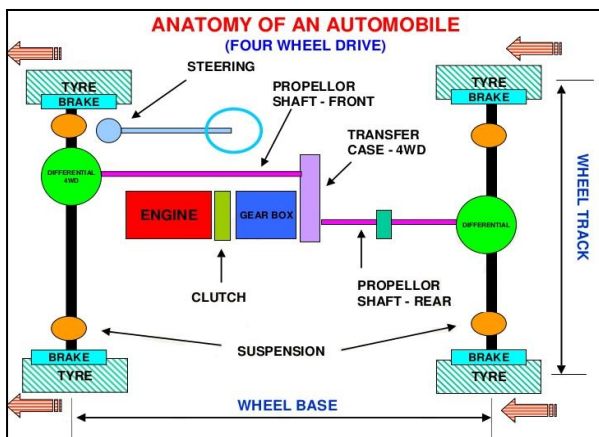 ANATOMY OF AN AUTOMOBILE
(FOUR WHEEL DRIVE)
TYRE
BRAKE
STEERING
PROPELLOR
SHAFT - FRONT
TRANSFER
CASE - 4WD
TYRE
BRAKE
DIFFERENTIAL
4WD
ENGINE
GEAR BOX
DIFFERENTIAL
WHEEL TRACK
CLUTCH
PROPELLOR
SHAFT - REAR
SUSPENSION
BRAKE
TYRE
BRAKE
TYRE
WHEEL BASE